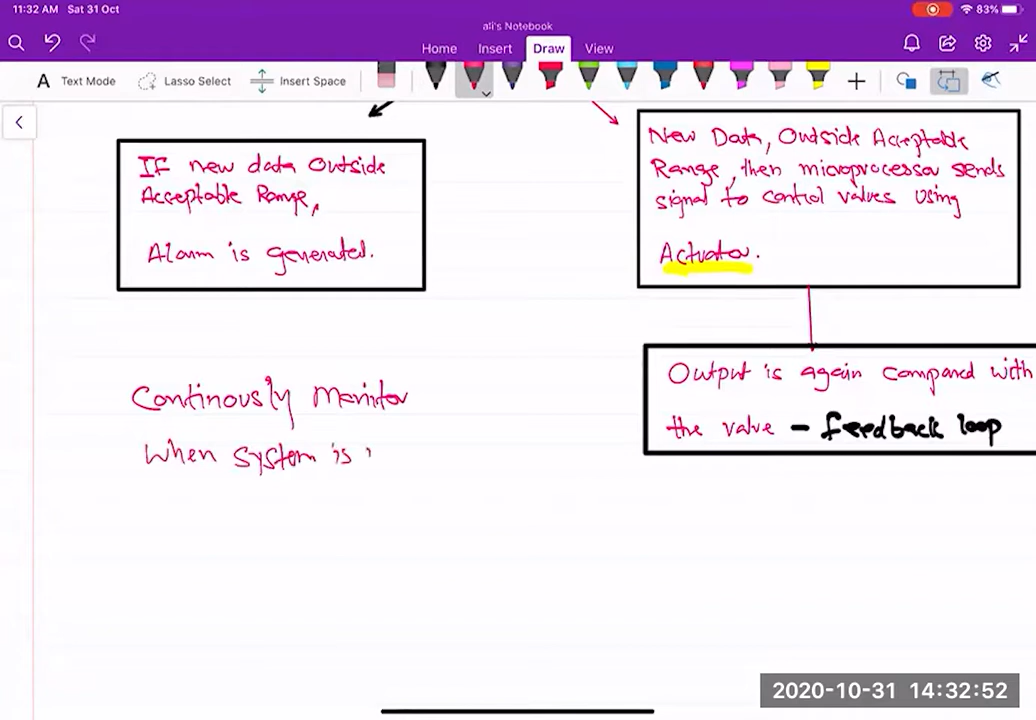 11:32 AM Sat 31 Oct
83%
ali's Notebook
Home Insert Draw View
A Text Mode Lasso Select Insert Space
IF new data Outside
Acceptable Range,
Alarm is generated.
New Data, Outside Acceptable
Range, then microprocessor sends
signal to control values using
Actuator.
Output is again compared with
the value - feedback loop
Continously Monitor
When system is
2020-10-31 14:32:52